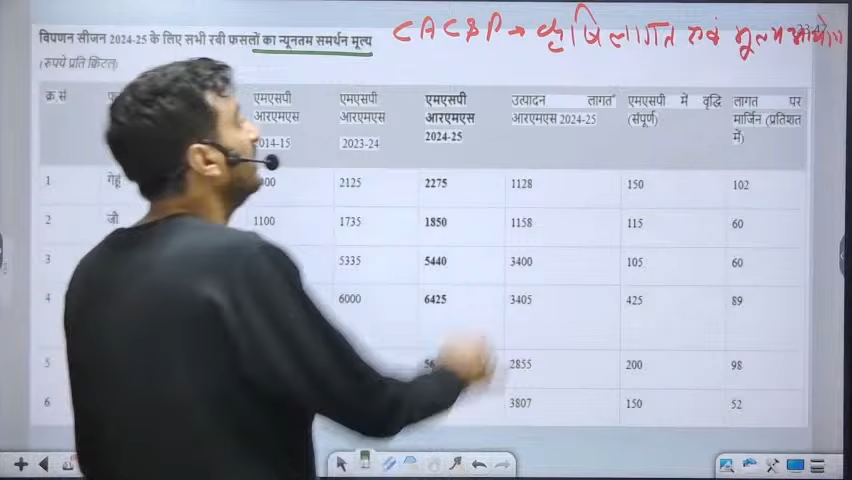 विपणन सीजन 2024-25 के लिए सभी रबी फसलों का न्यूनतम समर्थन मूल्य
CACSP → कृषि लागत एवं मूल्य आयोग
(रुपये प्रति क्विंटल)
क्र.सं एमएसपी आरएमएस 2014-15 एमएसपी आरएमएस 2023-24 एमएसपी आरएमएस 2024-25 उत्पादन लागत आरएमएस 2024-25 एमएसपी में वृद्धि (संपूर्ण) लागत पर मार्जिन (प्रतिशत में)
1 गेहूं 2125 2275 1128 150 102
2 जौ 1100 1735 1850 1158 115 60
3 5335 5440 3400 105 60
4 6000 6425 3405 425 89
5 2855 200 98
6 3807 150 52